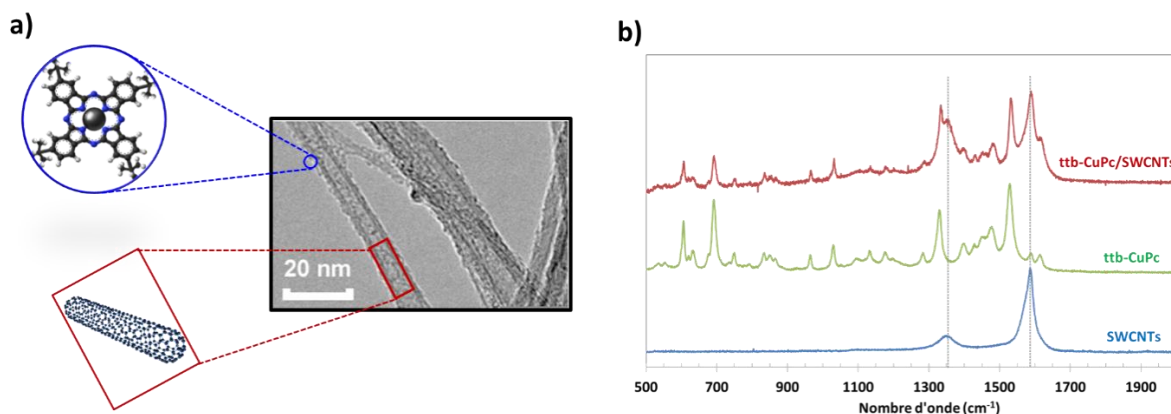 a)
20 nm
b)
ttb-CuPc/SWCNTs
ttb-CuPc
SWCNTs
500 700 900 1100 1300 1500 1700 1900
Nombre d'onde (cm⁻¹)